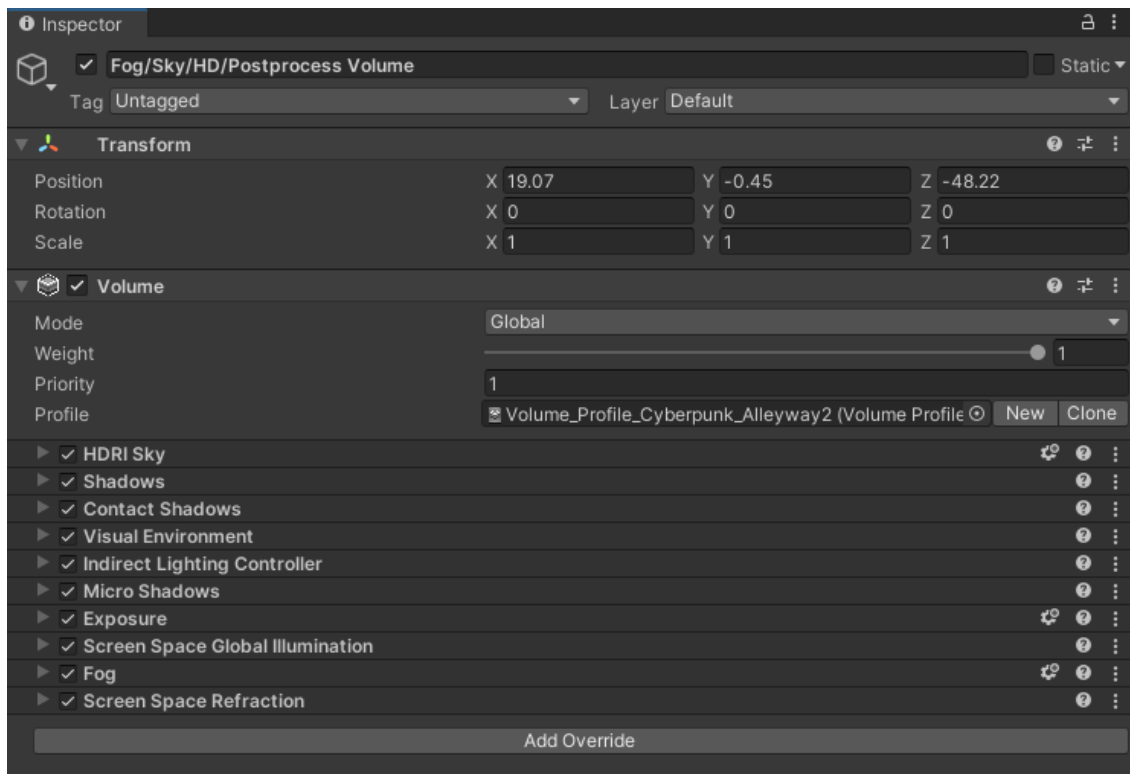 Inspector
Fog/Sky/HD/Postprocess Volume Static
Tag Untagged Layer Default
Transform
Position X 19.07 Y -0.45 Z -48.22
Rotation X 0 Y 0 Z 0
Scale X 1 Y 1 Z 1
Volume
Mode Global
Weight 1
Priority 1
Profile Volume_Profile_Cyberpunk_Alleyway2 (Volume Profile New Clone
HDRI Sky
Shadows
Contact Shadows
Visual Environment
Indirect Lighting Controller
Micro Shadows
Exposure
Screen Space Global Illumination
Fog
Screen Space Refraction
Add Override